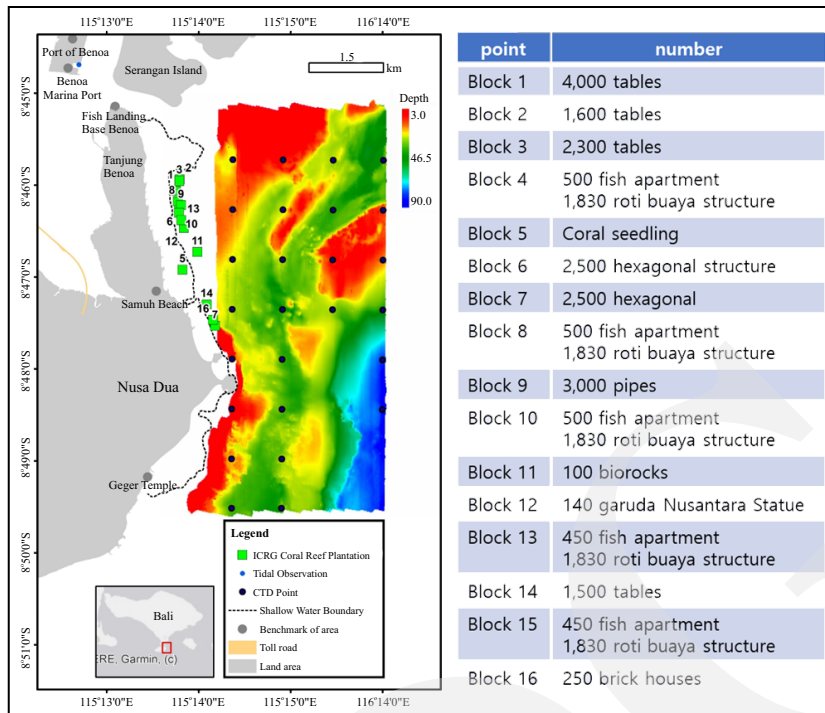 115°13'0"E 115°14'0"E 115°15'0"E 116°14'0"E
Port of Benoa
Benoa
Marina Port
Serangan Island
1.5
km
8°45'0"S
Fish Landing
Base Benoa
Depth
3.0
46.5
90.0
Tanjung
Benoa
8°46'0"S
1 3 2
8 9
13
6 10
12 11
5
8°47'0"S
Samuh Beach
14
16
7
8°48'0"S
Nusa Dua
8°49'0"S
Geger Temple
8°50'0"S
Legend
ICRG Coral Reef Plantation
Tidal Observation
CTD Point
Shallow Water Boundary
Benchmark of area
Toll road
Land area
Bali
ERE, Garmin, (c)
8°51'0"S
115°13'0"E 115°14'0"E 115°15'0"E 116°14'0"E
point number
Block 1 4,000 tables
Block 2 1,600 tables
Block 3 2,300 tables
Block 4 500 fish apartment
1,830 roti buaya structure
Block 5 Coral seedling
Block 6 2,500 hexagonal structure
Block 7 2,500 hexagonal
Block 8 500 fish apartment
1,830 roti buaya structure
Block 9 3,000 pipes
Block 10 500 fish apartment
1,830 roti buaya structure
Block 11 100 biorocks
Block 12 140 garuda Nusantara Statue
Block 13 450 fish apartment
1,830 roti buaya structure
Block 14 1,500 tables
Block 15 450 fish apartment
1,830 roti buaya structure
Block 16 250 brick houses